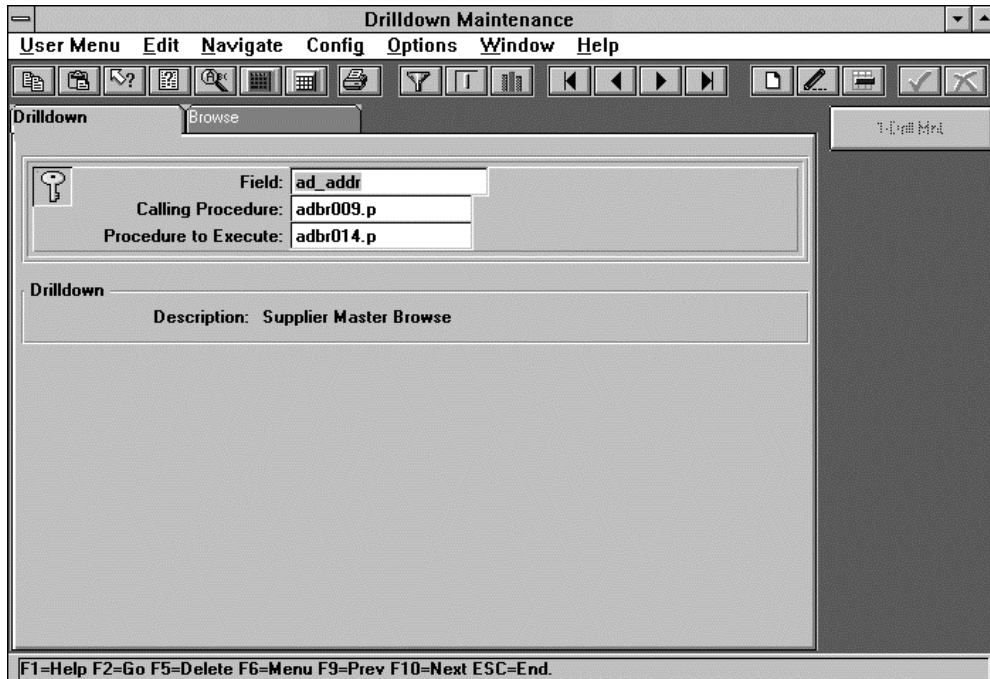 Drilldown Maintenance
User Menu Edit Navigate Config Options Window Help
Drilldown Browse
Field: ad_addr
Calling Procedure: adbr009.p
Procedure to Execute: adbr014.p
Drilldown
Description: Supplier Master Browse
F1=Help F2=Go F5=Delete F6=Menu F9=Prev F10=Next ESC=End.